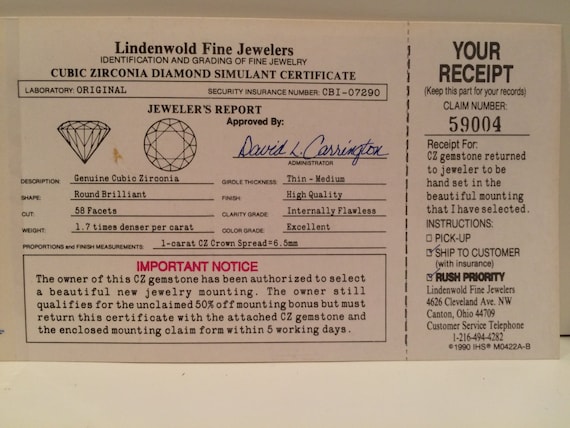 Lindenwold Fine Jewelers
IDENTIFICATION AND GRADING OF FINE JEWELRY
CUBIC ZIRCONIA DIAMOND SIMULANT CERTIFICATE
LABORATORY: ORIGINAL SECURITY INSURANCE NUMBER: CBI-07290
JEWELER'S REPORT
Approved By:
David L. Carrington
ADMINISTRATOR
DESCRIPTION: Genuine Cubic Zirconia GIRDLE THICKNESS: Thin - Medium
SHAPE: Round Brilliant FINISH: High Quality
CUT: 58 Facets CLARITY GRADE: Internally Flawless
WEIGHT: 1.7 times denser per carat COLOR GRADE: Excellent
PROPORTIONS and FINISH MEASUREMENTS: 1-carat CZ Crown Spread=6.5mm
IMPORTANT NOTICE
The owner of this CZ gemstone has been authorized to select
a beautiful new jewelry mounting. The owner still
qualifies for the unclaimed 50% off mounting bonus but must
return this certificate with the attached CZ gemstone and
the enclosed mounting claim form within 5 working days.
YOUR
RECEIPT
(Keep this part for your records)
CLAIM NUMBER:
59004
Receipt For:
CZ gemstone returned
to jeweler to be
hand set in the
beautiful mounting
that I have selected.
INSTRUCTIONS:
PICK-UP
SHIP TO CUSTOMER
(with insurance)
RUSH PRIORITY
Lindenwold Fine Jewelers
4626 Cleveland Ave. NW
Canton, Ohio 44709
Customer Service Telephone
1-216-494-4282
©1990 IHS® M0422A-B